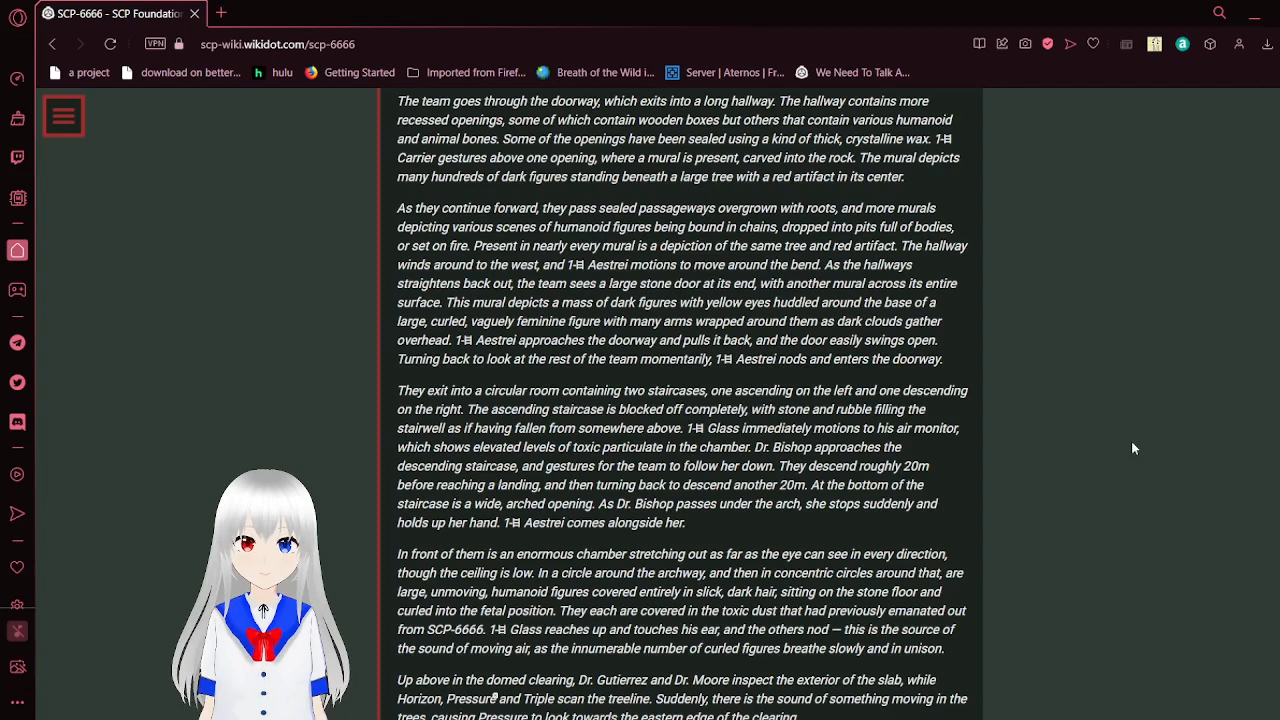 SCP-6666 - SCP Foundatio
scp-wiki.wikidot.com/scp-6666
VPN
a project
download on better...
hulu
Getting Started
Imported from Firef...
Breath of the Wild i...
Server | Aternos | Fr...
We Need To Talk A...
The team goes through the doorway, which exits into a long hallway. The hallway contains more
recessed openings, some of which contain wooden boxes but others that contain various humanoid
and animal bones. Some of the openings have been sealed using a kind of thick, crystalline wax. 1-ⵌ
Carrier gestures above one opening, where a mural is present, carved into the rock. The mural depicts
many hundreds of dark figures standing beneath a large tree with a red artifact in its center.
As they continue forward, they pass sealed passageways overgrown with roots, and more murals
depicting various scenes of humanoid figures being bound in chains, dropped into pits full of bodies,
or set on fire. Present in nearly every mural is a depiction of the same tree and red artifact. The hallway
winds around to the west, and 1-ⵌ Aestrei motions to move around the bend. As the hallways
straightens back out, the team sees a large stone door at its end, with another mural across its entire
surface. This mural depicts a mass of dark figures with yellow eyes huddled around the base of a
large, curled, vaguely feminine figure with many arms wrapped around them as dark clouds gather
overhead. 1-ⵌ Aestrei approaches the doorway and pulls it back, and the door easily swings open.
Turning back to look at the rest of the team momentarily, 1-ⵌ Aestrei nods and enters the doorway.
They exit into a circular room containing two staircases, one ascending on the left and one descending
on the right. The ascending staircase is blocked off completely, with stone and rubble filling the
stairwell as if having fallen from somewhere above. 1-ⵌ Glass immediately motions to his air monitor,
which shows elevated levels of toxic particulate in the chamber. Dr. Bishop approaches the
descending staircase, and gestures for the team to follow her down. They descend roughly 20m
before reaching a landing, and then turning back to descend another 20m. At the bottom of the
staircase is a wide, arched opening. As Dr. Bishop passes under the arch, she stops suddenly and
holds up her hand. 1-ⵌ Aestrei comes alongside her.
In front of them is an enormous chamber stretching out as far as the eye can see in every direction,
though the ceiling is low. In a circle around the archway, and then in concentric circles around that, are
large, unmoving, humanoid figures covered entirely in slick, dark hair, sitting on the stone floor and
curled into the fetal position. They each are covered in the toxic dust that had previously emanated out
from SCP-6666. 1-ⵌ Glass reaches up and touches his ear, and the others nod — this is the source of
the sound of moving air, as the innumerable number of curled figures breathe slowly and in unison.
Up above in the domed clearing, Dr. Gutierrez and Dr. Moore inspect the exterior of the slab, while
Horizon, Pressure and Triple scan the treeline. Suddenly, there is the sound of something moving in the
trees, causing Pressure to look towards the eastern edge of the clearing.